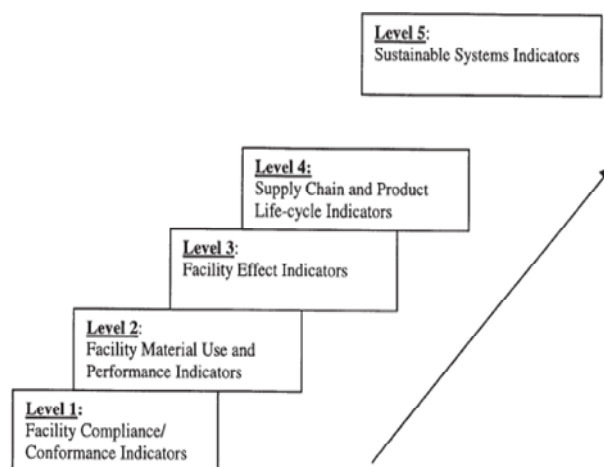 Level 5:
Sustainable Systems Indicators
Level 4:
Supply Chain and Product
Life-cycle Indicators
Level 3:
Facility Effect Indicators
Level 2:
Facility Material Use and
Performance Indicators
Level 1:
Facility Compliance/
Conformance Indicators